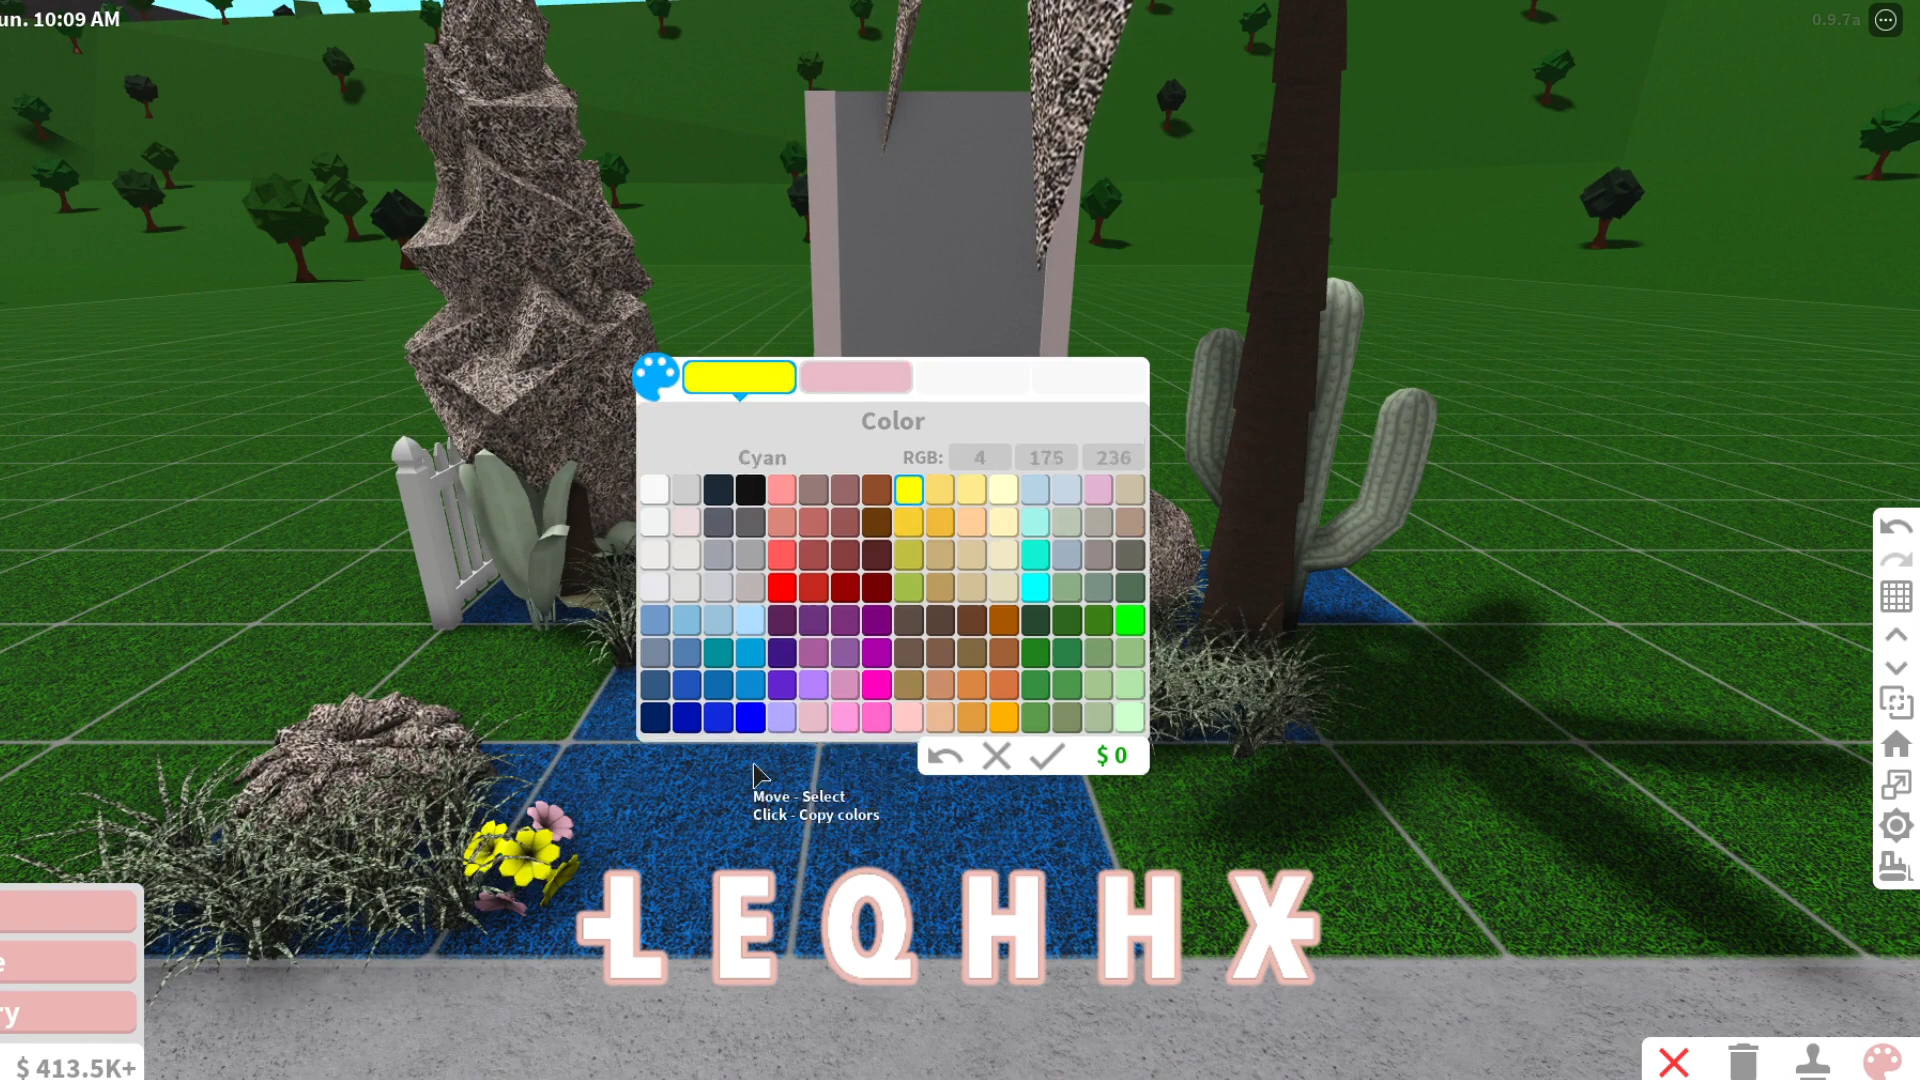 un. 10:09 AM
0.9.7a
Color
Cyan
RGB: 4 175 236
$ 0
Move - Select
Click - Copy colors
-L E Q H H X-
e
ry
$ 413.5K+